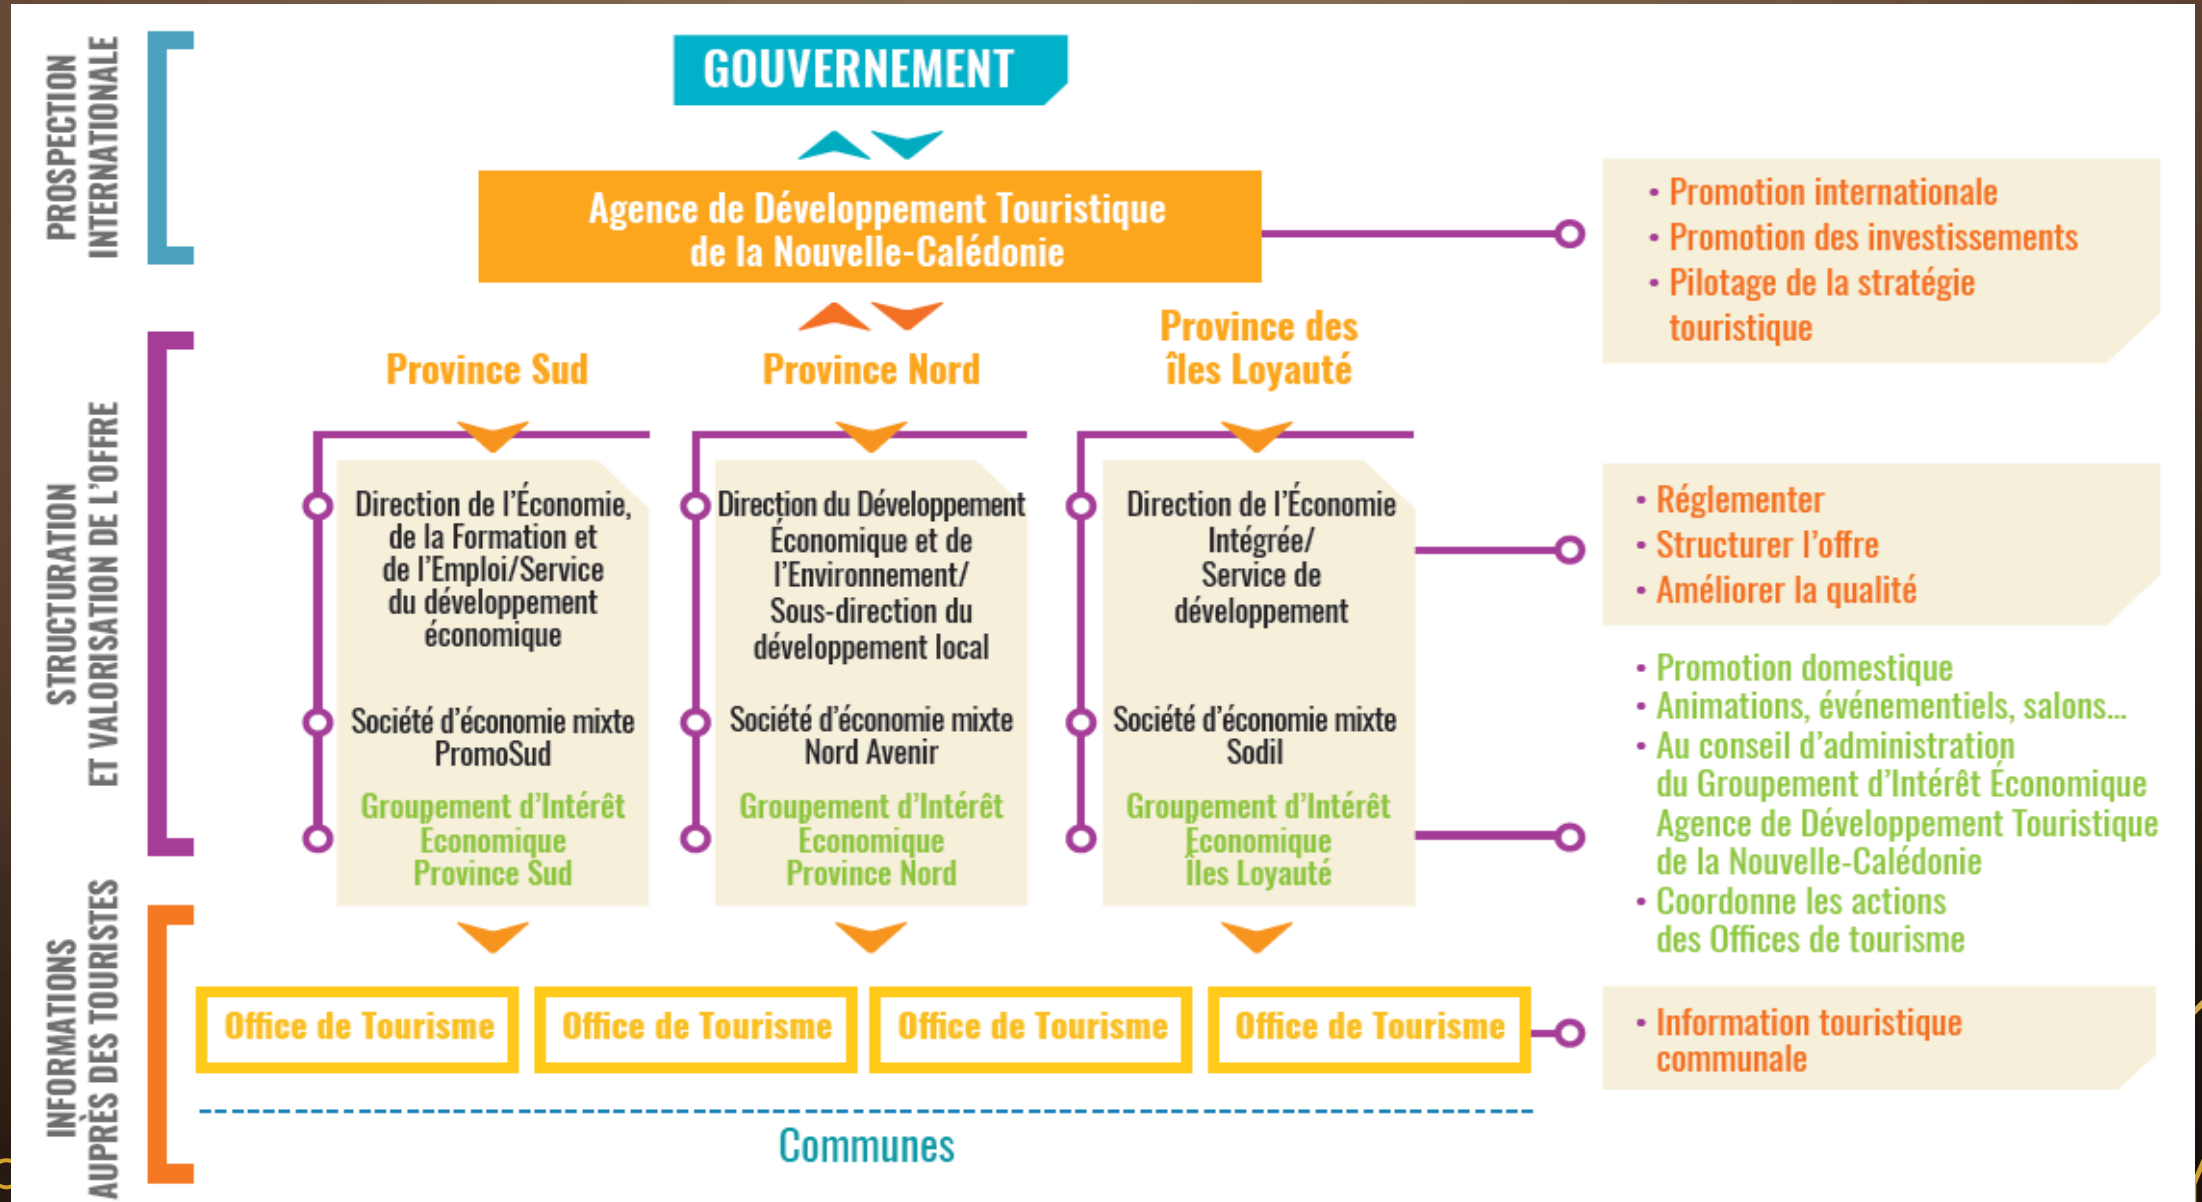 PROSPECTION
INTERNATIONALE
GOUVERNEMENT
Agence de Développement Touristique
de la Nouvelle-Calédonie
• Promotion internationale
• Promotion des investissements
• Pilotage de la stratégie
touristique
STRUCTURATION
ET VALORISATION DE L'OFFRE
Province Sud
Direction de l'Économie,
de la Formation et
de l'Emploi/Service
du développement
économique
Société d'économie mixte
PromoSud
Groupement d'Intérêt
Économique
Province Sud
Province Nord
Direction du Développement
Économique et de
l'Environnement/
Sous-direction du
développement local
Société d'économie mixte
Nord Avenir
Groupement d'Intérêt
Économique
Province Nord
Province des
îles Loyauté
Direction de l'Économie
Intégrée/
Service de
développement
Société d'économie mixte
Sodil
Groupement d'Intérêt
Économique
Îles Loyauté
• Réglementer
• Structurer l'offre
• Améliorer la qualité
• Promotion domestique
• Animations, événementiels, salons...
• Au conseil d'administration
du Groupement d'Intérêt Économique
Agence de Développement Touristique
de la Nouvelle-Calédonie
• Coordonne les actions
des Offices de tourisme
INFORMATIONS
AUPRÈS DES TOURISTES
Office de Tourisme
Office de Tourisme
Office de Tourisme
Office de Tourisme
• Information touristique
communale
Communes